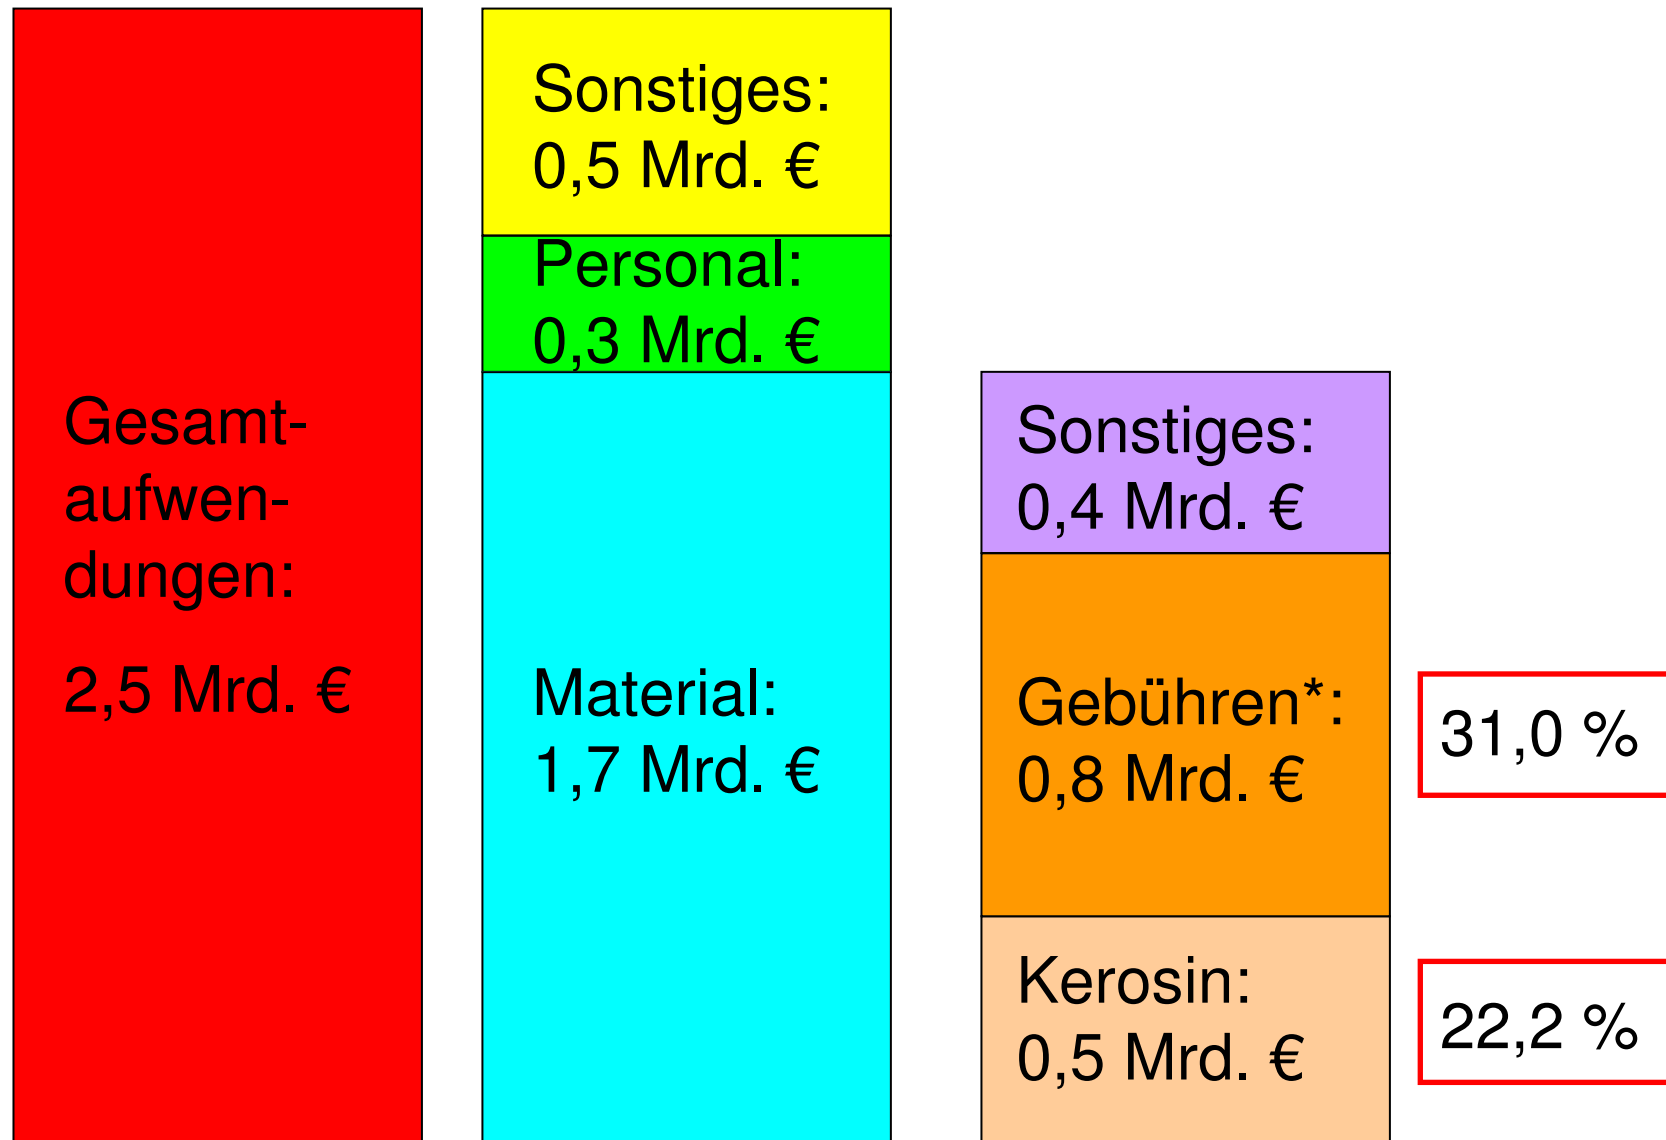 Gesamt-
aufwen-
dungen:
2,5 Mrd. €
Sonstiges:
0,5 Mrd. €
Personal:
0,3 Mrd. €
Material:
1,7 Mrd. €
Sonstiges:
0,4 Mrd. €
Gebühren*:
0,8 Mrd. €
Kerosin:
0,5 Mrd. €
31,0 %
22,2 %